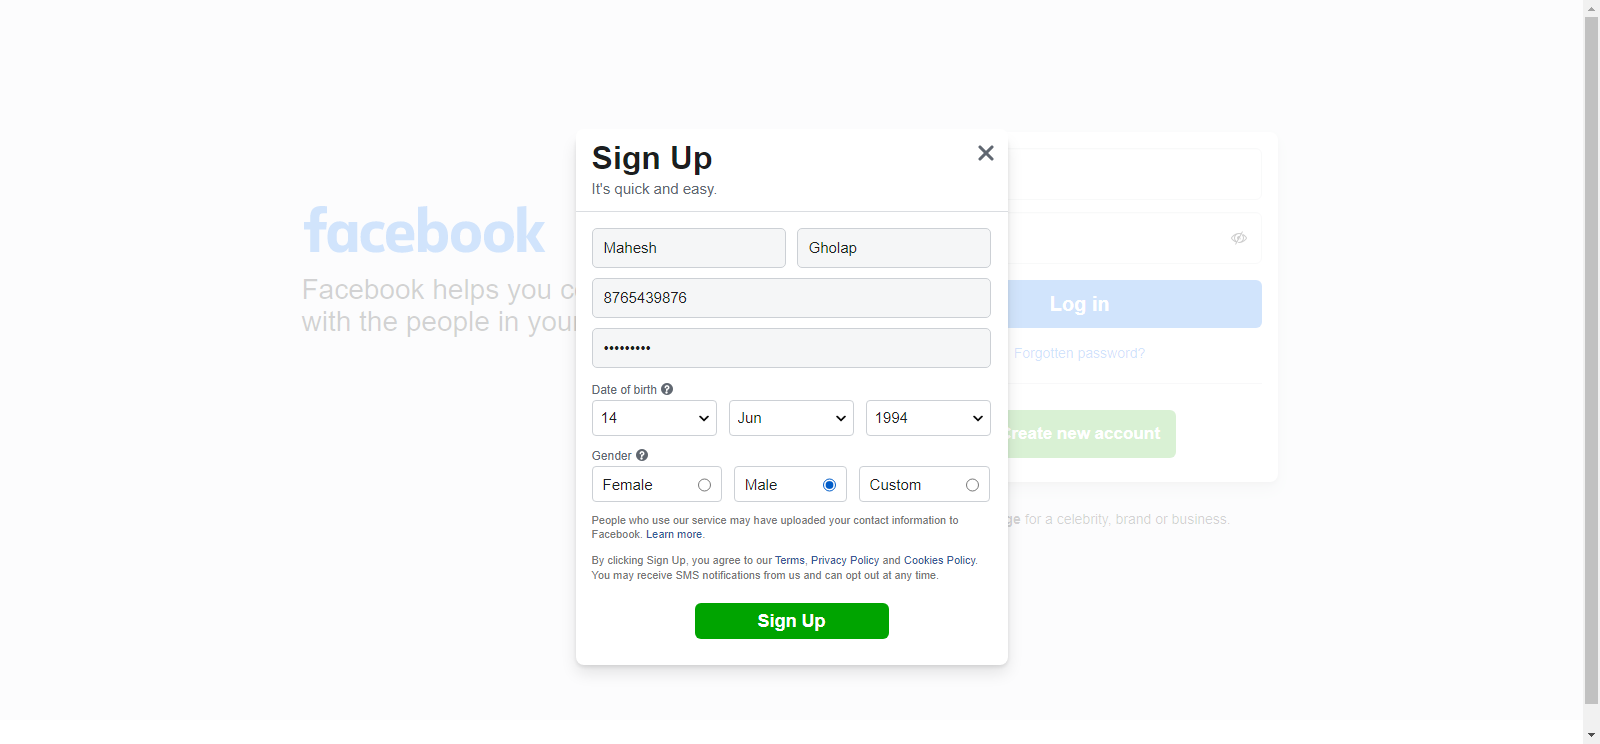 Sign Up
It's quick and easy.
facebook
Facebook helps you c
with the people in your
Mahesh
Gholap
8765439876
•••••••••
Date of birth
14
Jun
1994
Gender
Female
Male
Custom
People who use our service may have uploaded your contact information to
Facebook. Learn more.
By clicking Sign Up, you agree to our Terms, Privacy Policy and Cookies Policy.
You may receive SMS notifications from us and can opt out at any time.
Sign Up
Log in
Forgotten password?
Create new account
for a celebrity, brand or business.